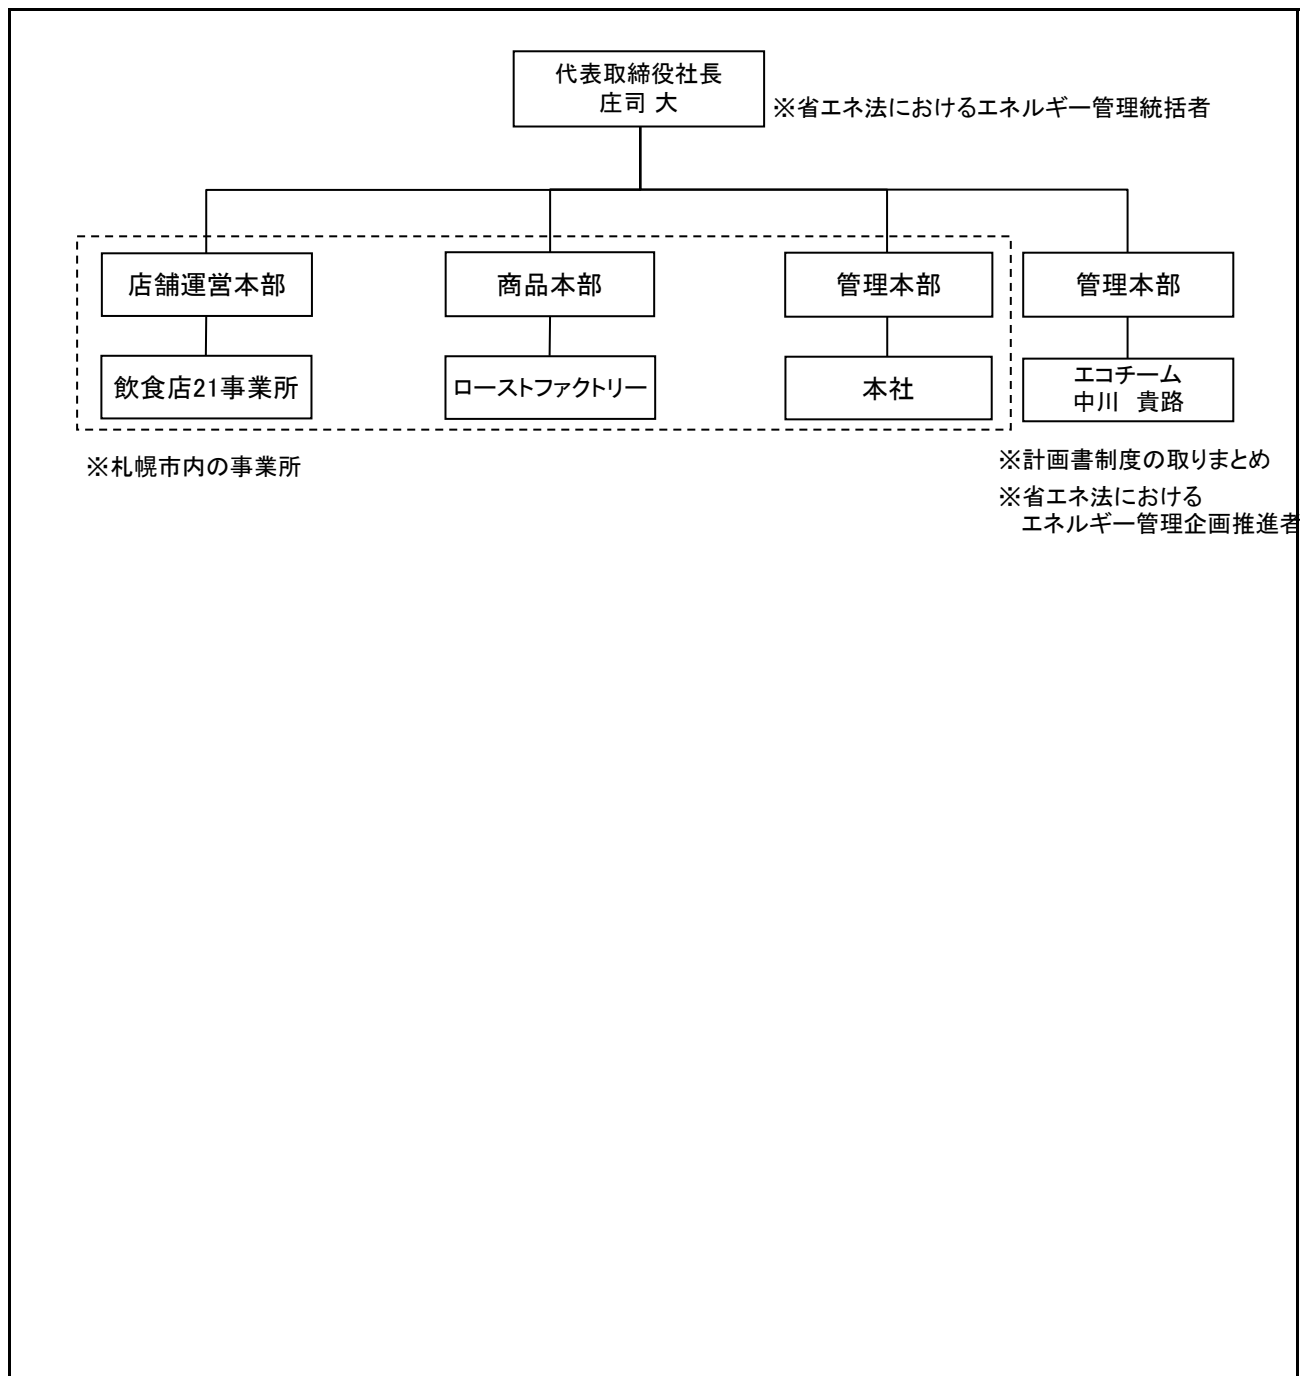 代表取締役社長
庄司 大
※省エネ法におけるエネルギー管理統括者
店舗運営本部
商品本部
管理本部
管理本部
飲食店21事業所
ローストファクトリー
本社
エコチーム
中川　貴路
※札幌市内の事業所
※計画書制度の取りまとめ
※省エネ法における
エネルギー管理企画推進者